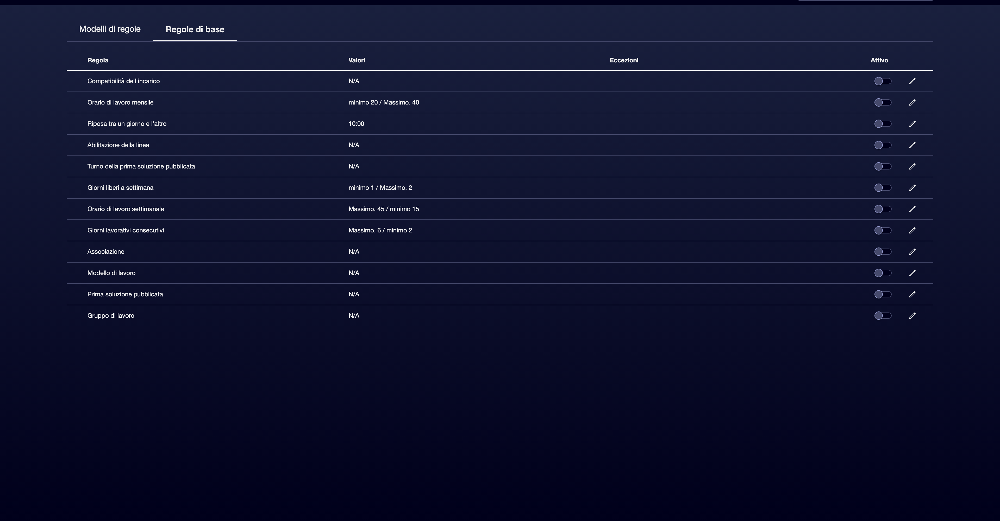 Modelli di regole Regole di base
Regola Valori Eccezioni Attivo
Compatibilità dell'incarico N/A
Orario di lavoro mensile minimo 20 / Massimo. 40
Riposa tra un giorno e l'altro 10:00
Abilitazione della linea N/A
Turno della prima soluzione pubblicata N/A
Giorni liberi a settimana minimo 1 / Massimo. 2
Orario di lavoro settimanale Massimo. 45 / minimo 15
Giorni lavorativi consecutivi Massimo. 6 / minimo 2
Associazione N/A
Modello di lavoro N/A
Prima soluzione pubblicata N/A
Gruppo di lavoro N/A